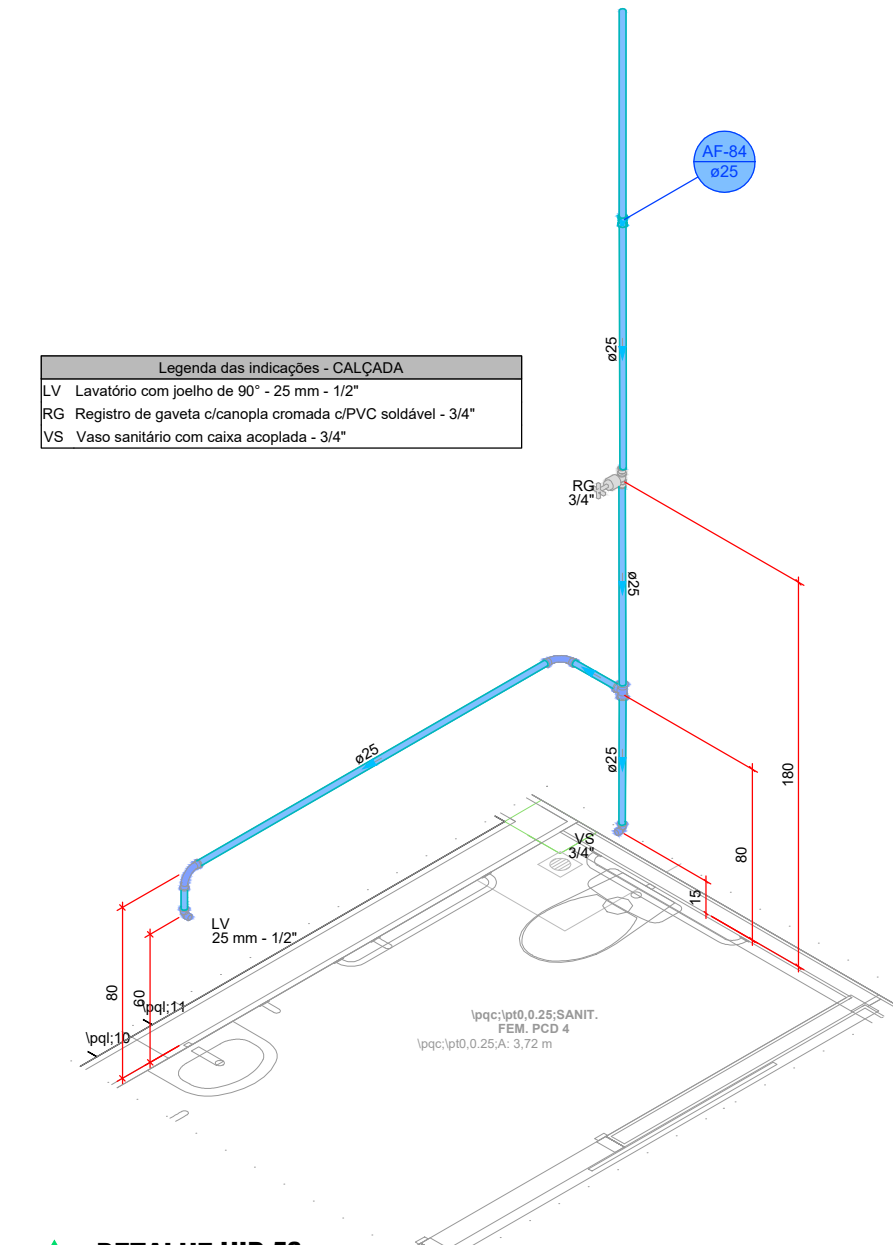 AF-84
ø25
ø25
Legenda das indicações - CALÇADA
LV Lavatório com joelho de 90° - 25 mm - 1/2"
RG Registro de gaveta c/canopla cromada c/PVC soldável - 3/4"
VS Vaso sanitário com caixa acoplada - 3/4"
RG
3/4"
ø25
ø25
ø25
180
80
15
VS
3/4"
LV
25 mm - 1/2"
80
60
\pql;11
\pql;10
\pqc;\pt0,0.25;SANIT.
FEM. PCD 4
\pqc;\pt0,0.25;A: 3,72 m